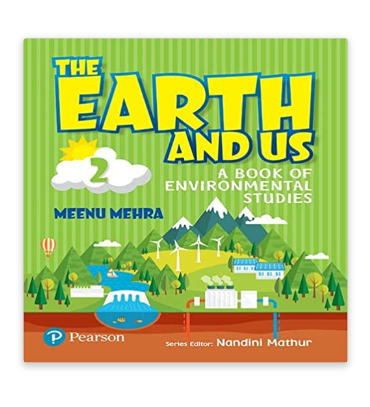 THE
EARTH
AND US
A BOOK OF
ENVIRONMENTAL
STUDIES
2
MEENU MEHRA
Pearson
Series Editor: Nandini Mathur